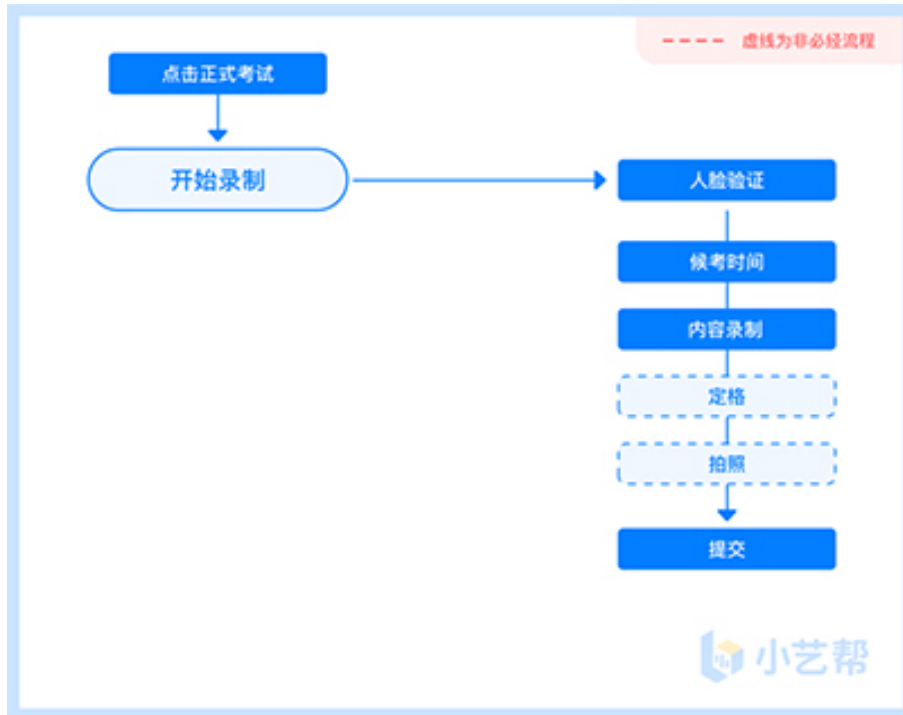 虚线为非必经流程
点击正式考试
开始录制
人脸验证
候考时间
内容录制
定格
拍照
提交
小艺帮